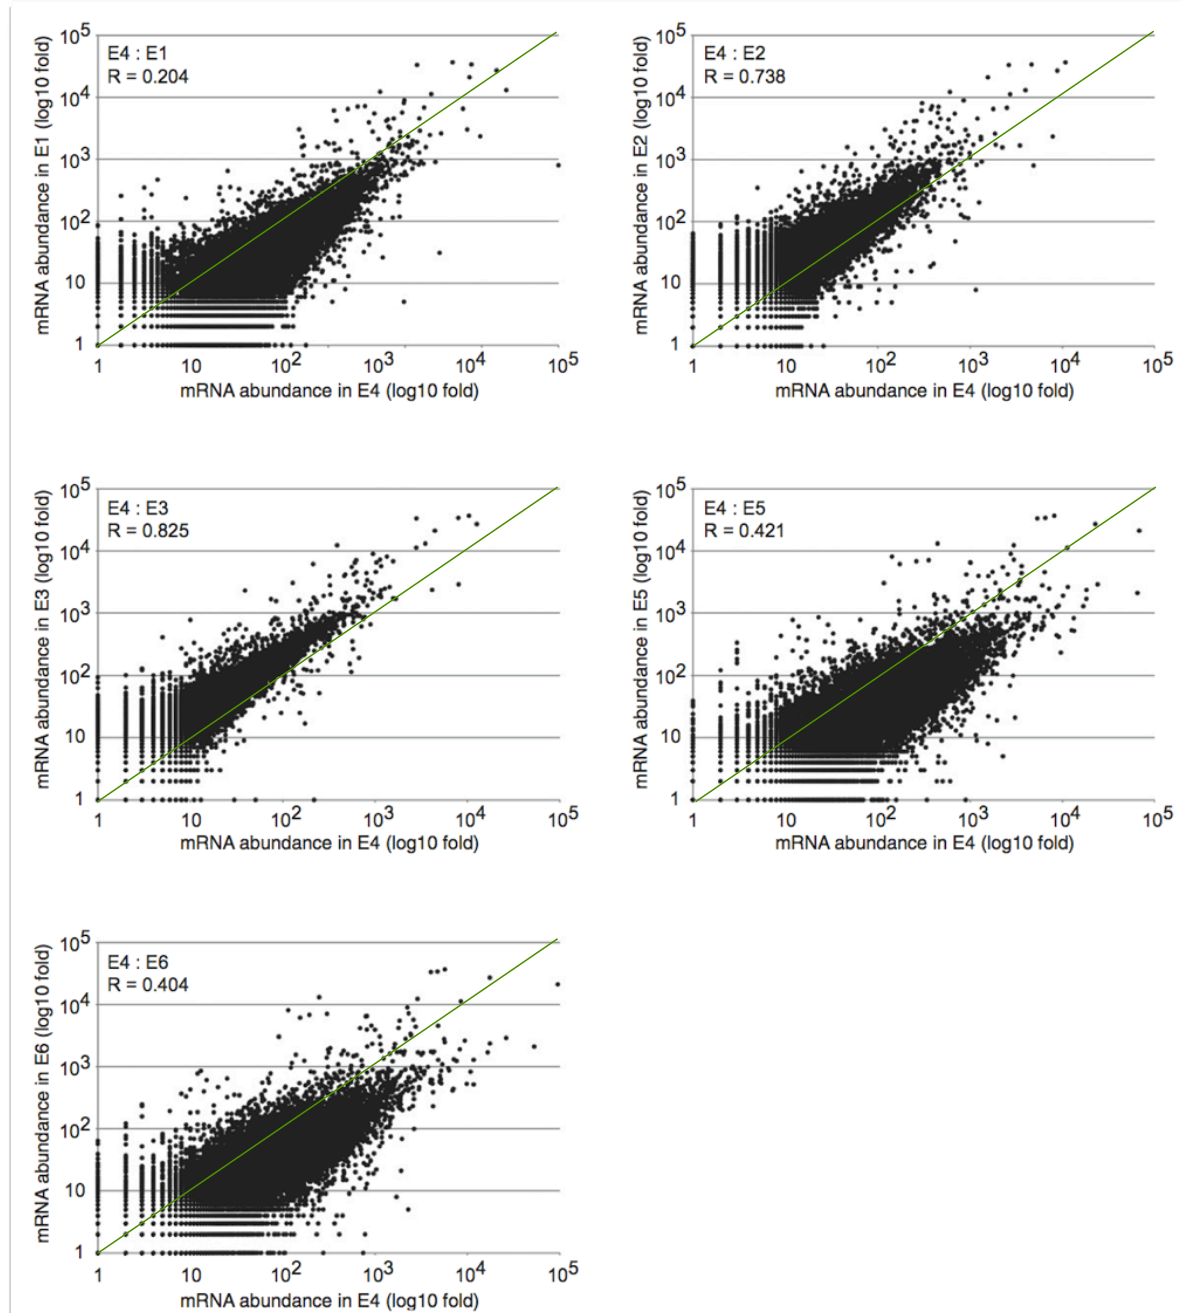 E4 : E1
R = 0.204
mRNA abundance in E1 (log10 fold)
10⁵
10⁴
10³
10²
10
1
1 10 10² 10³ 10⁴ 10⁵
mRNA abundance in E4 (log10 fold)
E4 : E2
R = 0.738
mRNA abundance in E2 (log10 fold)
10⁵
10⁴
10³
10²
10
1
1 10 10² 10³ 10⁴ 10⁵
mRNA abundance in E4 (log10 fold)
E4 : E3
R = 0.825
mRNA abundance in E3 (log10 fold)
10⁵
10⁴
10³
10²
10
1
1 10 10² 10³ 10⁴ 10⁵
mRNA abundance in E4 (log10 fold)
E4 : E5
R = 0.421
mRNA abundance in E5 (log10 fold)
10⁵
10⁴
10³
10²
10
1
1 10 10² 10³ 10⁴ 10⁵
mRNA abundance in E4 (log10 fold)
E4 : E6
R = 0.404
mRNA abundance in E6 (log10 fold)
10⁵
10⁴
10³
10²
10
1
1 10 10² 10³ 10⁴ 10⁵
mRNA abundance in E4 (log10 fold)